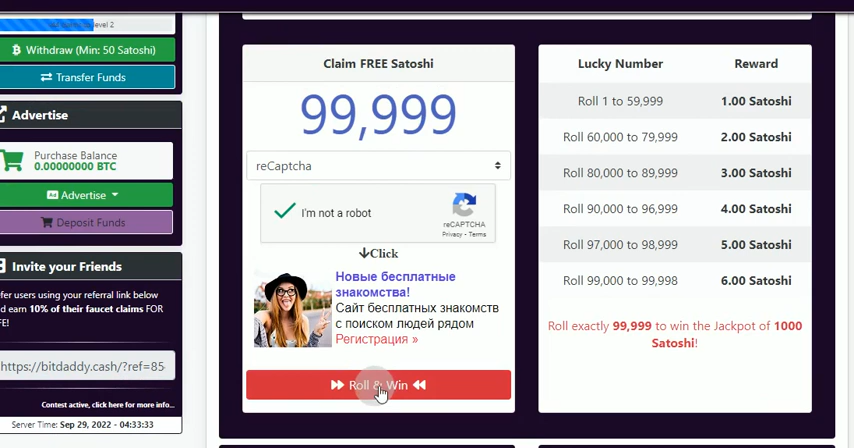 level 2
Withdraw (Min: 50 Satoshi)
Transfer Funds
Advertise
Purchase Balance
0.00000000 BTC
Advertise
Deposit Funds
Invite your Friends
fer users using your referral link below
d earn 10% of their faucet claims FOR
FE!
https://bitdaddy.cash/?ref=85
Contest active, click here for more info...
Server Time: Sep 29, 2022 - 04:33:33
Claim FREE Satoshi
99,999
reCaptcha
I'm not a robot
reCAPTCHA
Privacy - Terms
Click
Новые бесплатные
знакомства!
Сайт бесплатных знакомств
с поиском людей рядом
Регистрация »
Roll & Win
Lucky Number Reward
Roll 1 to 59,999 1.00 Satoshi
Roll 60,000 to 79,999 2.00 Satoshi
Roll 80,000 to 89,999 3.00 Satoshi
Roll 90,000 to 96,999 4.00 Satoshi
Roll 97,000 to 98,999 5.00 Satoshi
Roll 99,000 to 99,998 6.00 Satoshi
Roll exactly 99,999 to win the Jackpot of 1000
Satoshi!